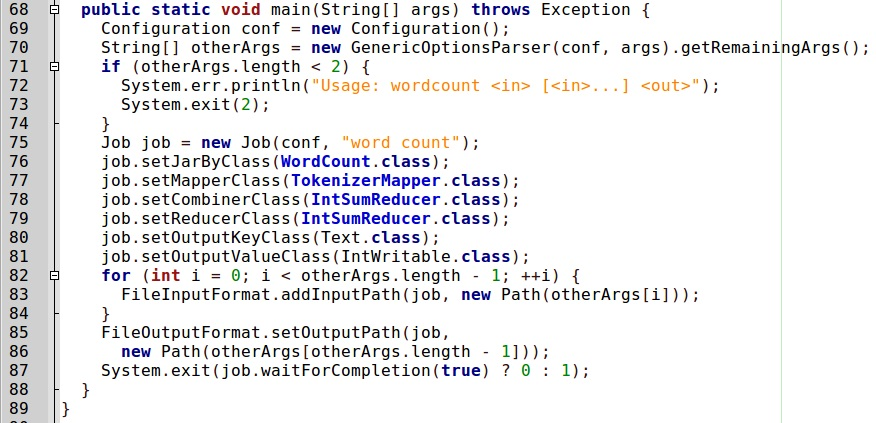 68 public static void main(String[] args) throws Exception {
69 Configuration conf = new Configuration();
70 String[] otherArgs = new GenericOptionsParser(conf, args).getRemainingArgs();
71 if (otherArgs.length < 2) {
72 System.err.println("Usage: wordcount <in> [<in>...] <out>");
73 System.exit(2);
74 }
75 Job job = new Job(conf, "word count");
76 job.setJarByClass(WordCount.class);
77 job.setMapperClass(TokenizerMapper.class);
78 job.setCombinerClass(IntSumReducer.class);
79 job.setReducerClass(IntSumReducer.class);
80 job.setOutputKeyClass(Text.class);
81 job.setOutputValueClass(IntWritable.class);
82 for (int i = 0; i < otherArgs.length - 1; ++i) {
83 FileInputFormat.addInputPath(job, new Path(otherArgs[i]));
84 }
85 FileOutputFormat.setOutputPath(job,
86 new Path(otherArgs[otherArgs.length - 1]));
87 System.exit(job.waitForCompletion(true) ? 0 : 1);
88 }
89 }